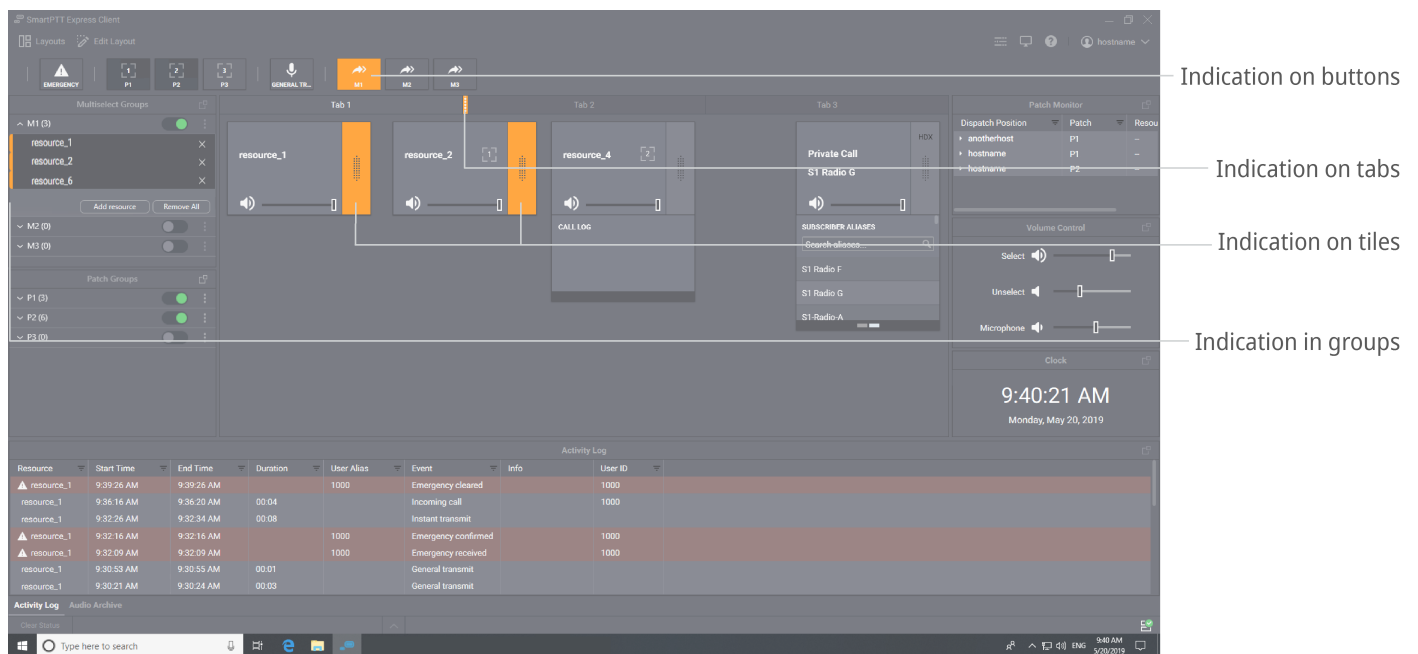 SmartPTT Express Client
Layouts Edit Layout
hostname
EMERGENCY
1
P1
2
P2
3
P3
GENERAL TR...
M1
M2
M3
Indication on buttons
Multiselect Groups
M1 (3)
resource_1
resource_2
resource_6
Add resource Remove All
M2 (0)
M3 (0)
Patch Groups
P1 (3)
P2 (6)
P3 (0)
Tab 1 Tab 2 Tab 3
resource_1
resource_2 1
resource_4 2
CALL LOG
HDX
Private Call
S1 Radio G
SUBSCRIBER ALIASES
Search aliases...
S1 Radio F
S1 Radio G
S1 Radio A
Patch Monitor
Dispatch Position Patch Resou
anotherhost P1 –
hostname P1 –
hostname P2 –
Indication on tabs
Volume Control
Select
Unselect
Microphone
Indication on tiles
Indication in groups
Clock
9:40:21 AM
Monday, May 20, 2019
Activity Log
Resource Start Time End Time Duration User Alias Event Info User ID
resource_1 9:39:26 AM 9:39:26 AM 1000 Emergency cleared 1000
resource_1 9:36:16 AM 9:36:20 AM 00:04 Incoming call 1000
resource_1 9:32:26 AM 9:32:34 AM 00:08 Instant transmit
resource_1 9:32:16 AM 9:32:16 AM 1000 Emergency confirmed 1000
resource_1 9:32:09 AM 9:32:09 AM 1000 Emergency received 1000
resource_1 9:30:53 AM 9:30:55 AM 00:01 General transmit
resource_1 9:30:21 AM 9:30:24 AM 00:03 General transmit
Activity Log Audio Archive
Clear Status
Type here to search
ENG
9:40 AM
5/20/2019